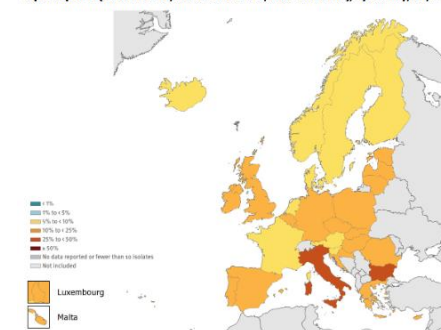 < 1%
1% to < 5%
5% to < 10%
10% to < 25%
25% to < 50%
≥ 50%
No data reported or fewer than 10 isolates
Not included
Luxembourg
Malta